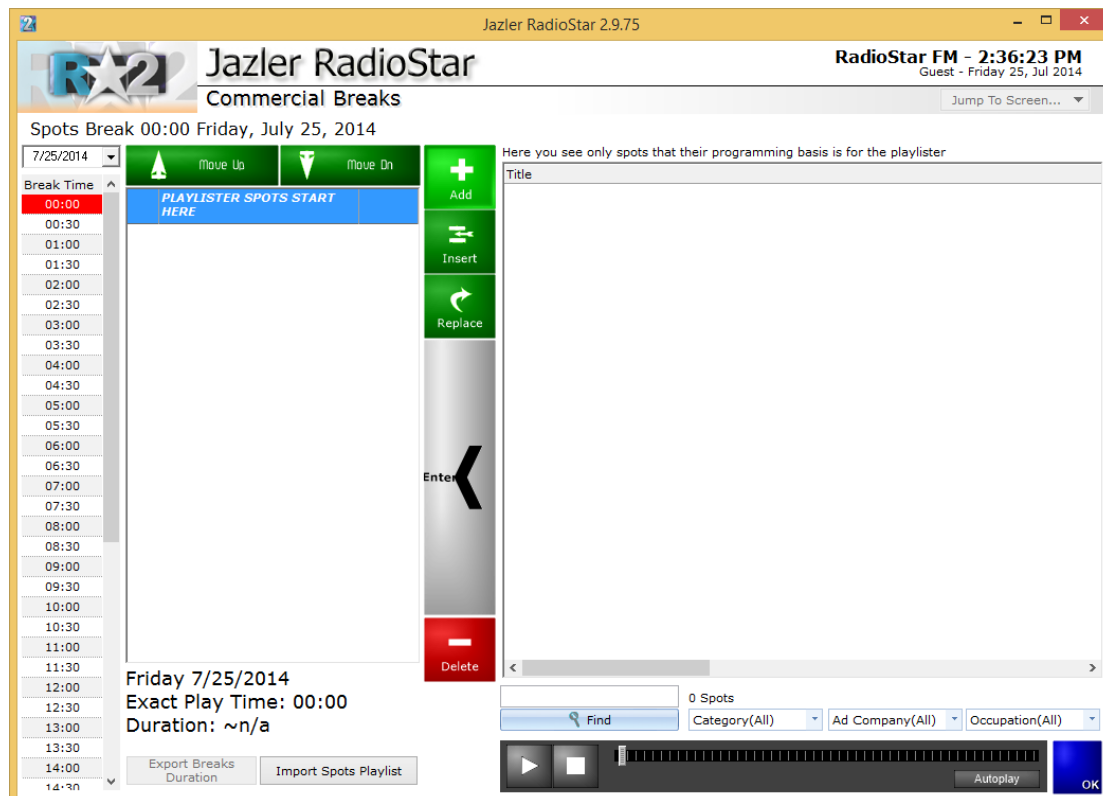 2 Jazler RadioStar 2.9.75
R 2 Jazler RadioStar
RadioStar FM - 2:36:23 PM
Guest - Friday 25, Jul 2014
Commercial Breaks
Jump To Screen...
Spots Break 00:00 Friday, July 25, 2014
7/25/2014
Move Up
Move Dn
Add
Here you see only spots that their programming basis is for the playlister
Title
Break Time
00:00
00:30
01:00
01:30
02:00
02:30
03:00
03:30
04:00
04:30
05:00
05:30
06:00
06:30
07:00
07:30
08:00
08:30
09:00
09:30
10:00
10:30
11:00
11:30
12:00
12:30
13:00
13:30
14:00
14:30
PLAYLISTER SPOTS START
HERE
Insert
Replace
Enter
Delete
Friday 7/25/2014
Exact Play Time: 00:00
Duration: ~n/a
Export Breaks
Duration
Import Spots Playlist
0 Spots
Find
Category(All)
Ad Company(All)
Occupation(All)
Autoplay
OK